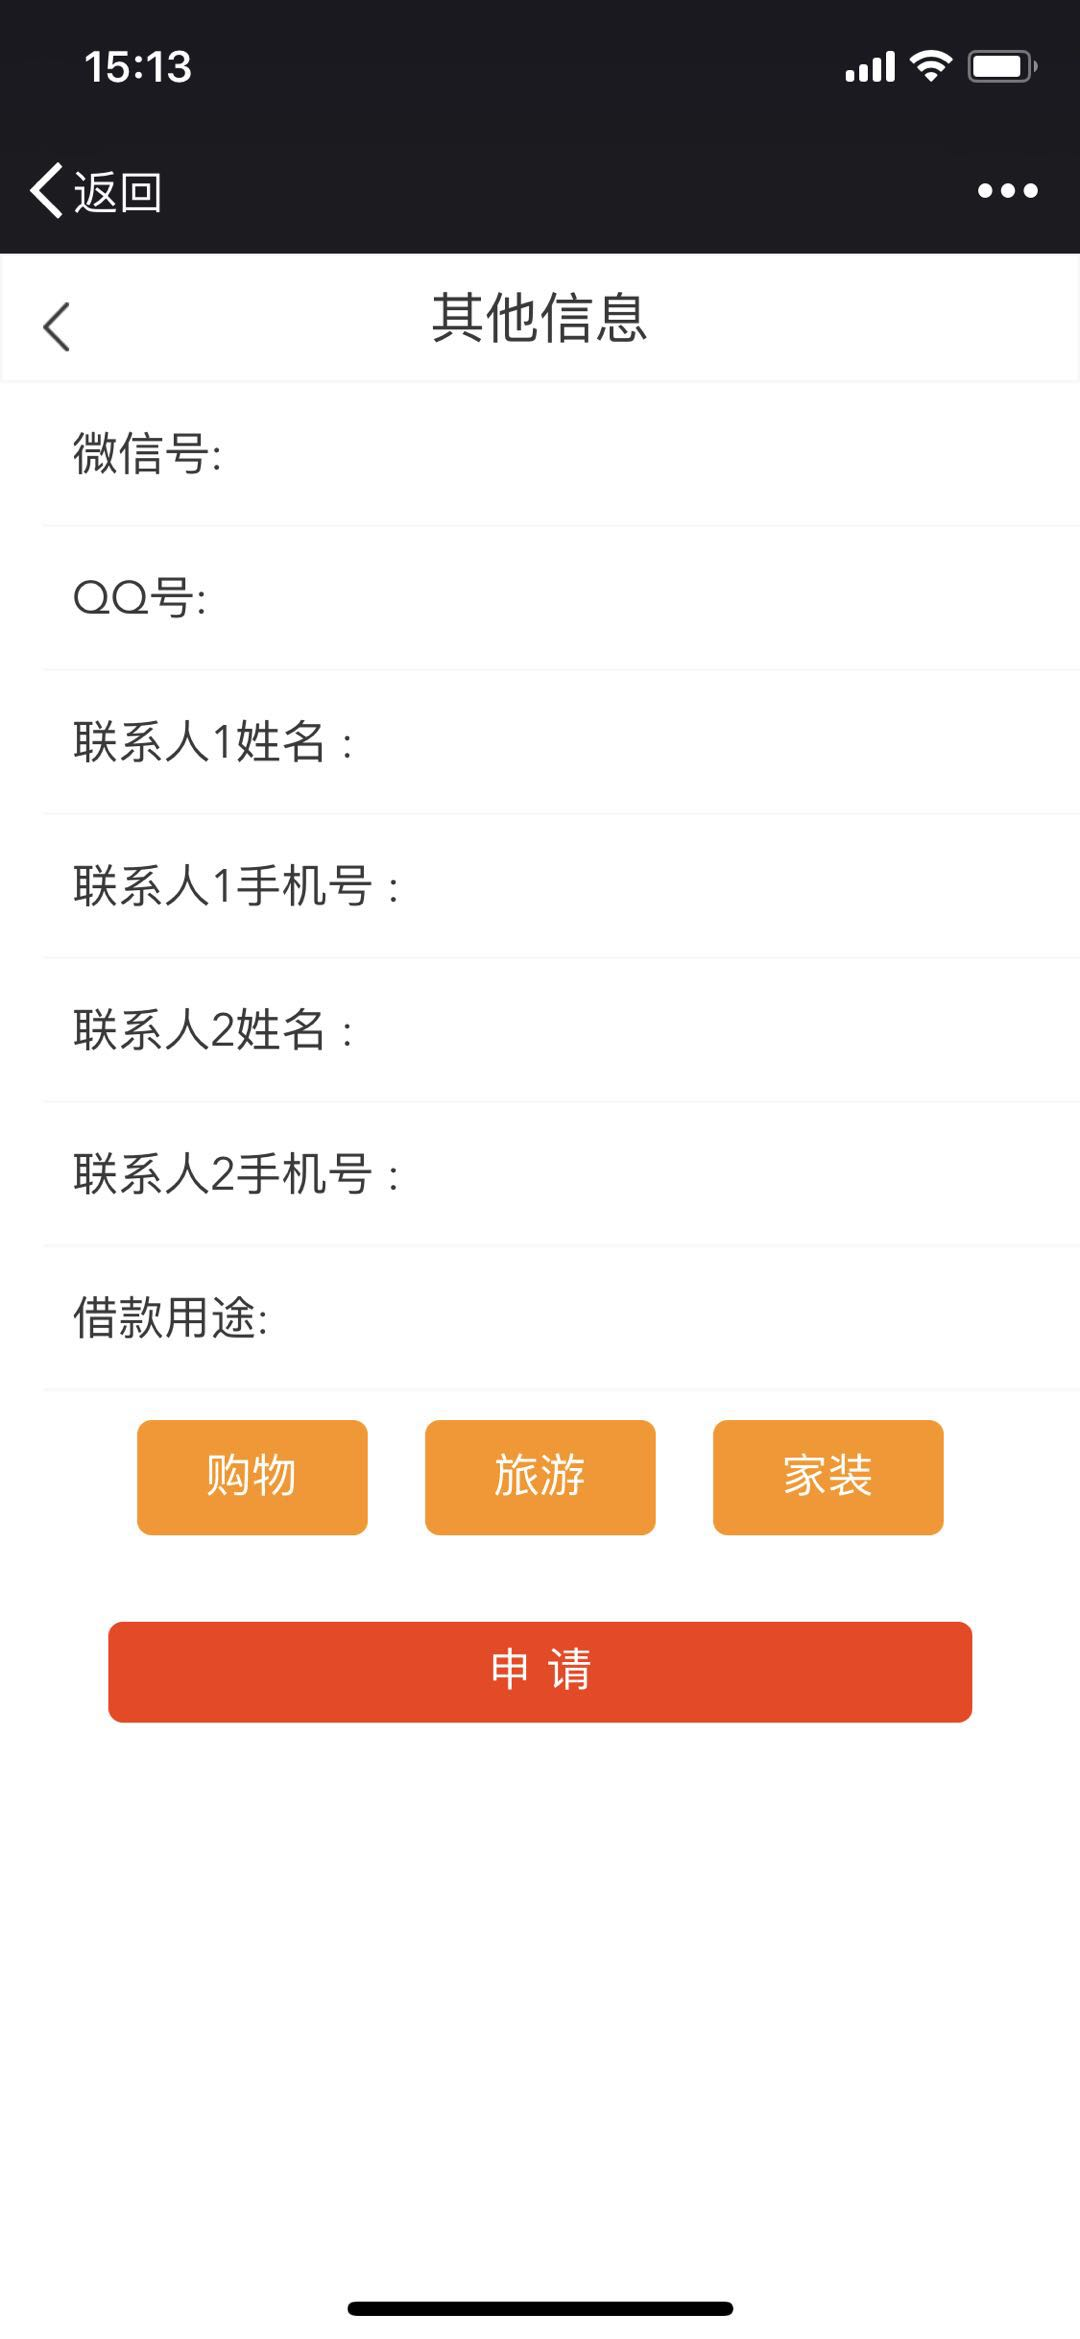 15:13
返回
其他信息
微信号:
QQ号:
联系人1姓名 :
联系人1手机号 :
联系人2姓名 :
联系人2手机号 :
借款用途:
购物 旅游 家装
申 请